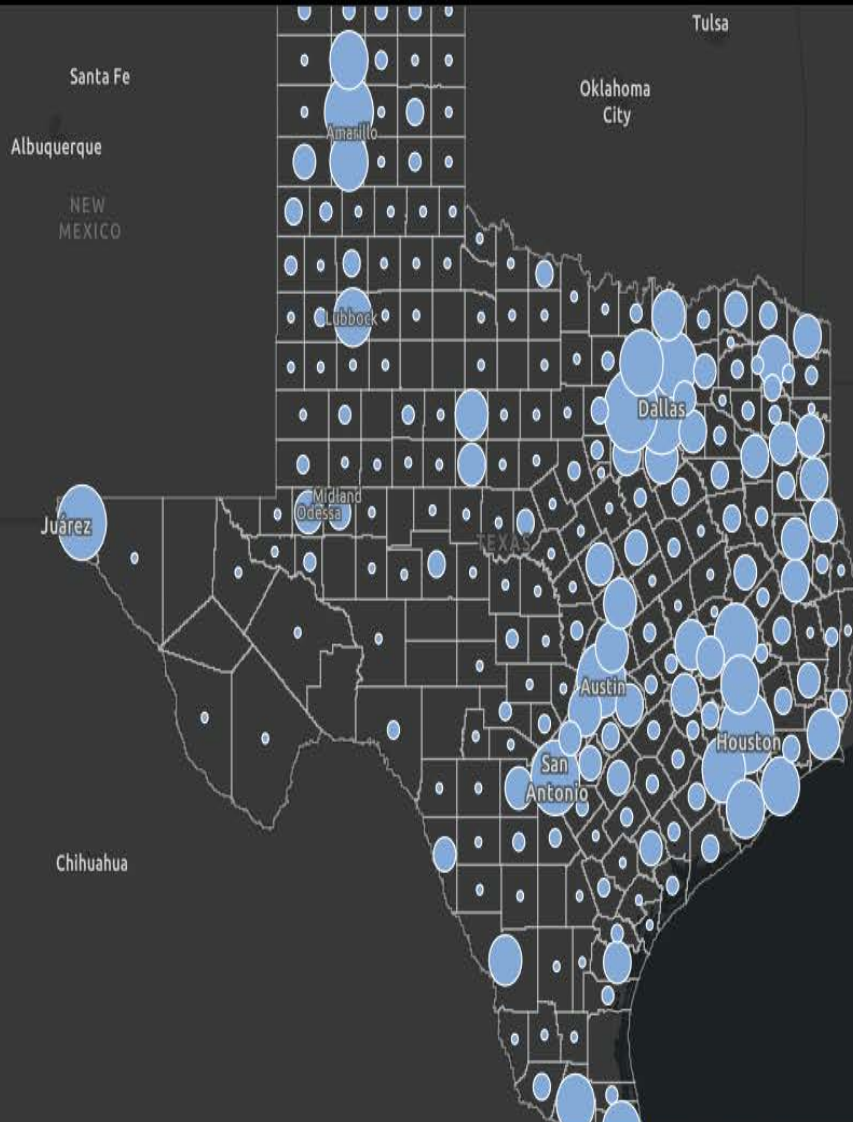 Tulsa
Santa Fe
Oklahoma
City
Amarillo
Albuquerque
NEW
MEXICO
Lubbock
Dallas
Midland
Odessa
Juárez
TEXAS
Austin
Houston
San
Antonio
Chihuahua